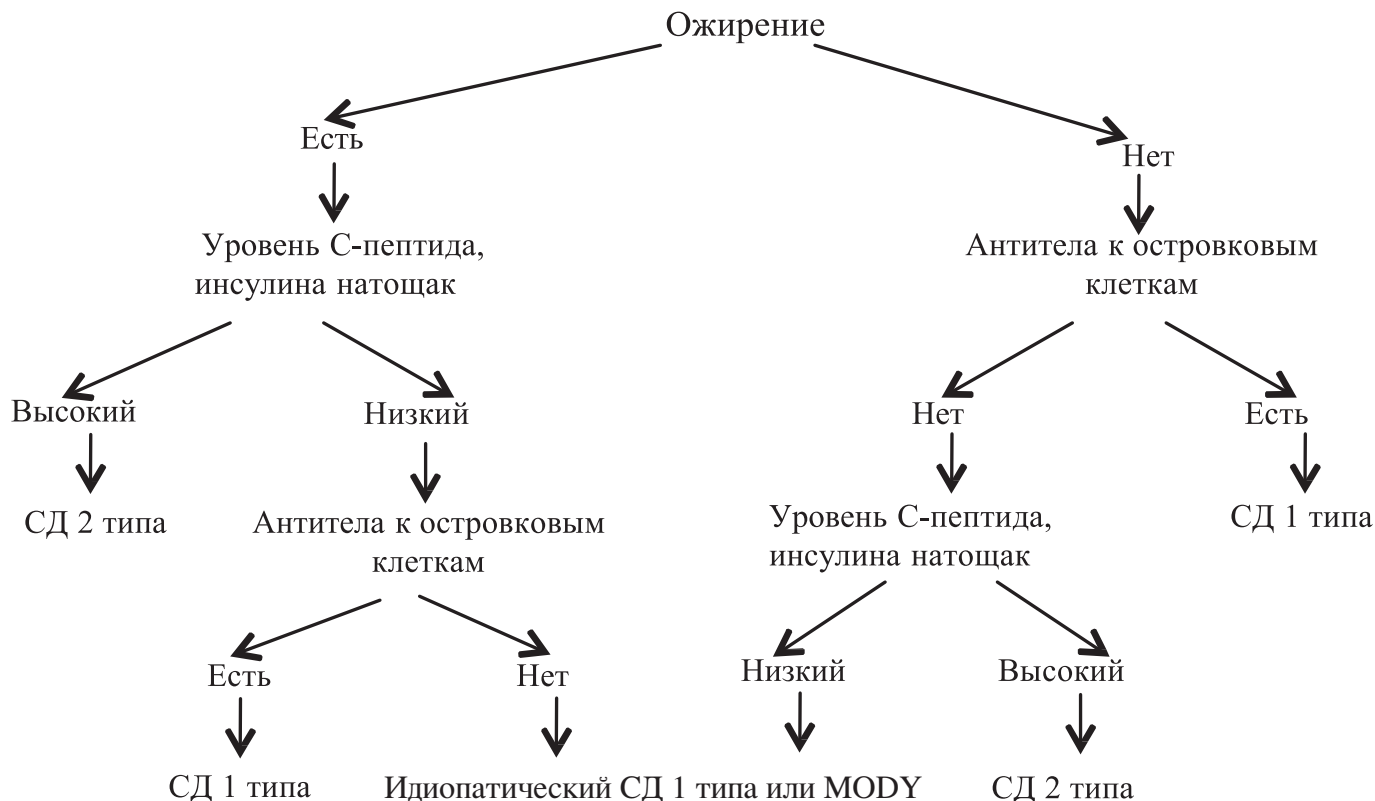 Ожирение
Есть
Нет
Уровень С-пептида,
инсулина натощак
Антитела к островковым
клеткам
Высокий
Низкий
Нет
Есть
СД 2 типа
Антитела к островковым
клеткам
Уровень С-пептида,
инсулина натощак
СД 1 типа
Есть
Нет
Низкий
Высокий
СД 1 типа
Идиопатический СД 1 типа или MODY
СД 2 типа